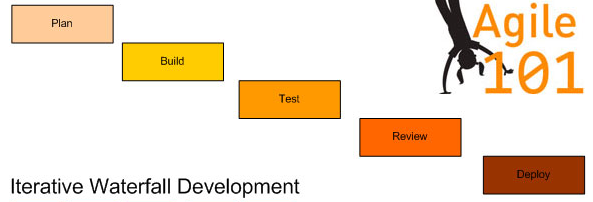 Plan
Build
Test
Review
Deploy
Agile
101
Iterative Waterfall Development